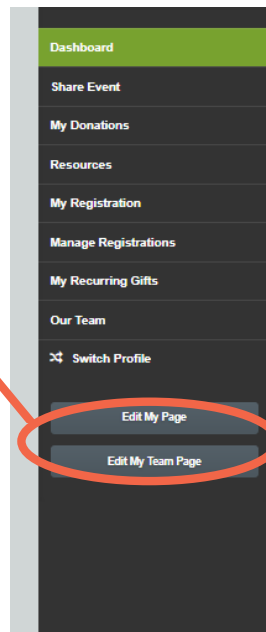 Dashboard
Share Event
My Donations
Resources
My Registration
Manage Registrations
My Recurring Gifts
Our Team
Switch Profile
Edit My Page
Edit My Team Page